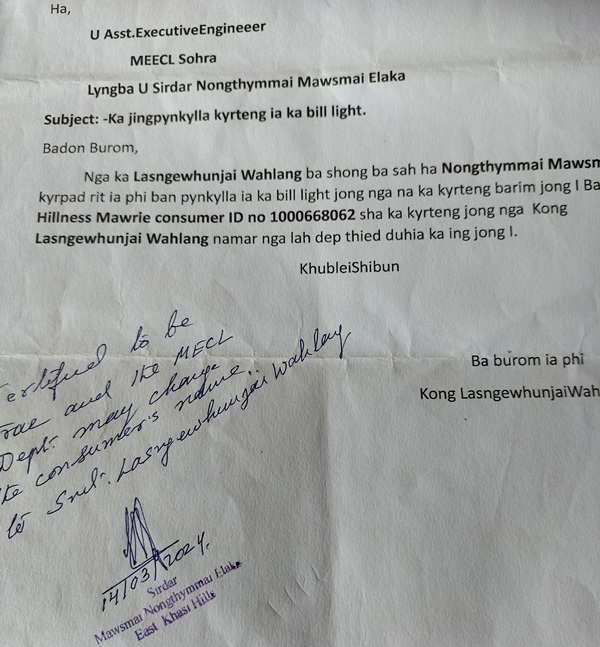 Ha,
U Asst.ExecutiveEngineeer
MEECL Sohra
Lyngba U Sirdar Nongthymmai Mawsmai Elaka
Subject: -Ka jingpynkylla kyrteng ia ka bill light.
Badon Burom,
Nga ka Lasngewhunjai Wahlang ba shong ba sah ha Nongthymmai Mawsm
kyrpad rit ia phi ban pynkylla ia ka bill light jong nga na ka kyrteng barim jong I Ba
Hillness Mawrie consumer ID no 1000668062 sha ka kyrteng jong nga Kong
Lasngewhunjai Wahlang namar nga lah dep thied duhia ka ing jong I.
KhubleiShibun
Ba burom ia phi
Kong LasngewhunjaiWah
ertified to be
rae and the MECL
Dept. may change
te consumer's name..
to Smt. Lasngewhunjai Wahlang
14/03/2024.
Sirdar
Mawsmai Nongthymmai Elaka
East Khasi Hills